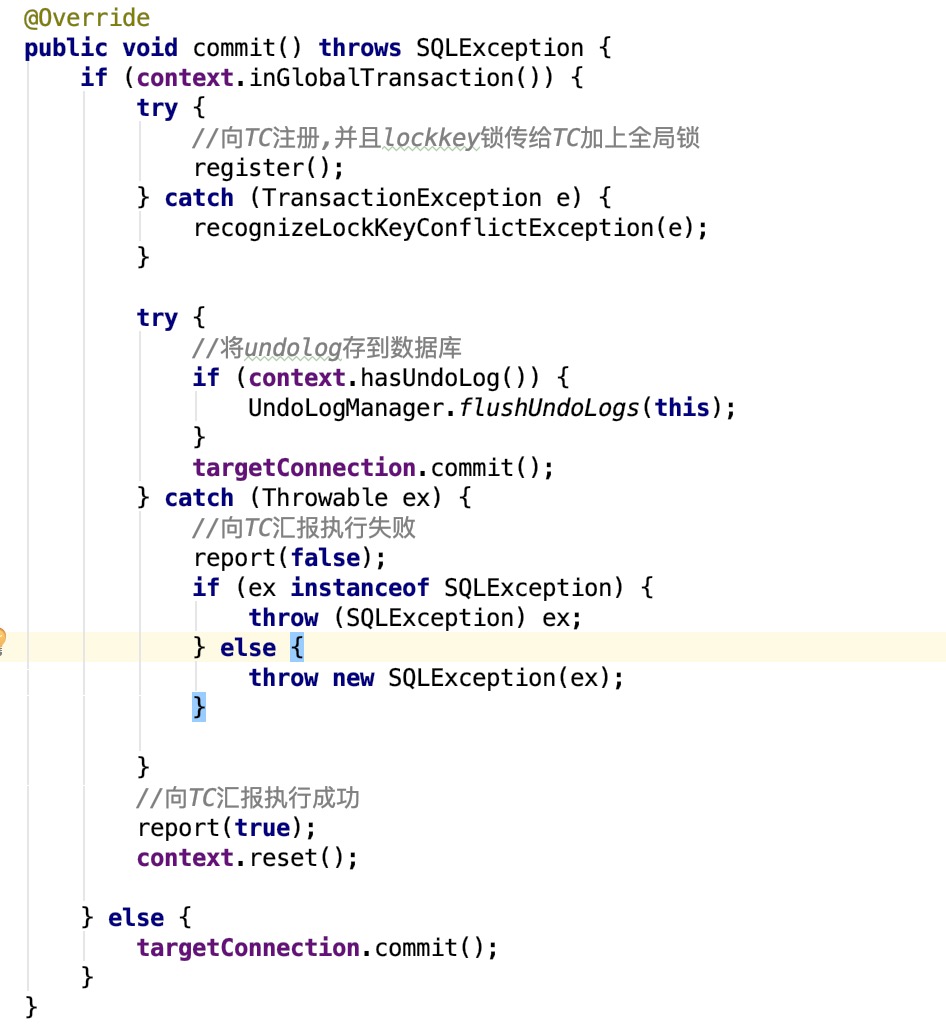 @Override
public void commit() throws SQLException {
if (context.inGlobalTransaction()) {
try {
//向TC注册,并且lockkey锁传给TC加上全局锁
register();
} catch (TransactionException e) {
recognizeLockKeyConflictException(e);
}
try {
//将undolog存到数据库
if (context.hasUndoLog()) {
UndoLogManager.flushUndoLogs(this);
}
targetConnection.commit();
} catch (Throwable ex) {
//向TC汇报执行失败
report(false);
if (ex instanceof SQLException) {
throw (SQLException) ex;
} else {
throw new SQLException(ex);
}
}
//向TC汇报执行成功
report(true);
context.reset();
} else {
targetConnection.commit();
}
}